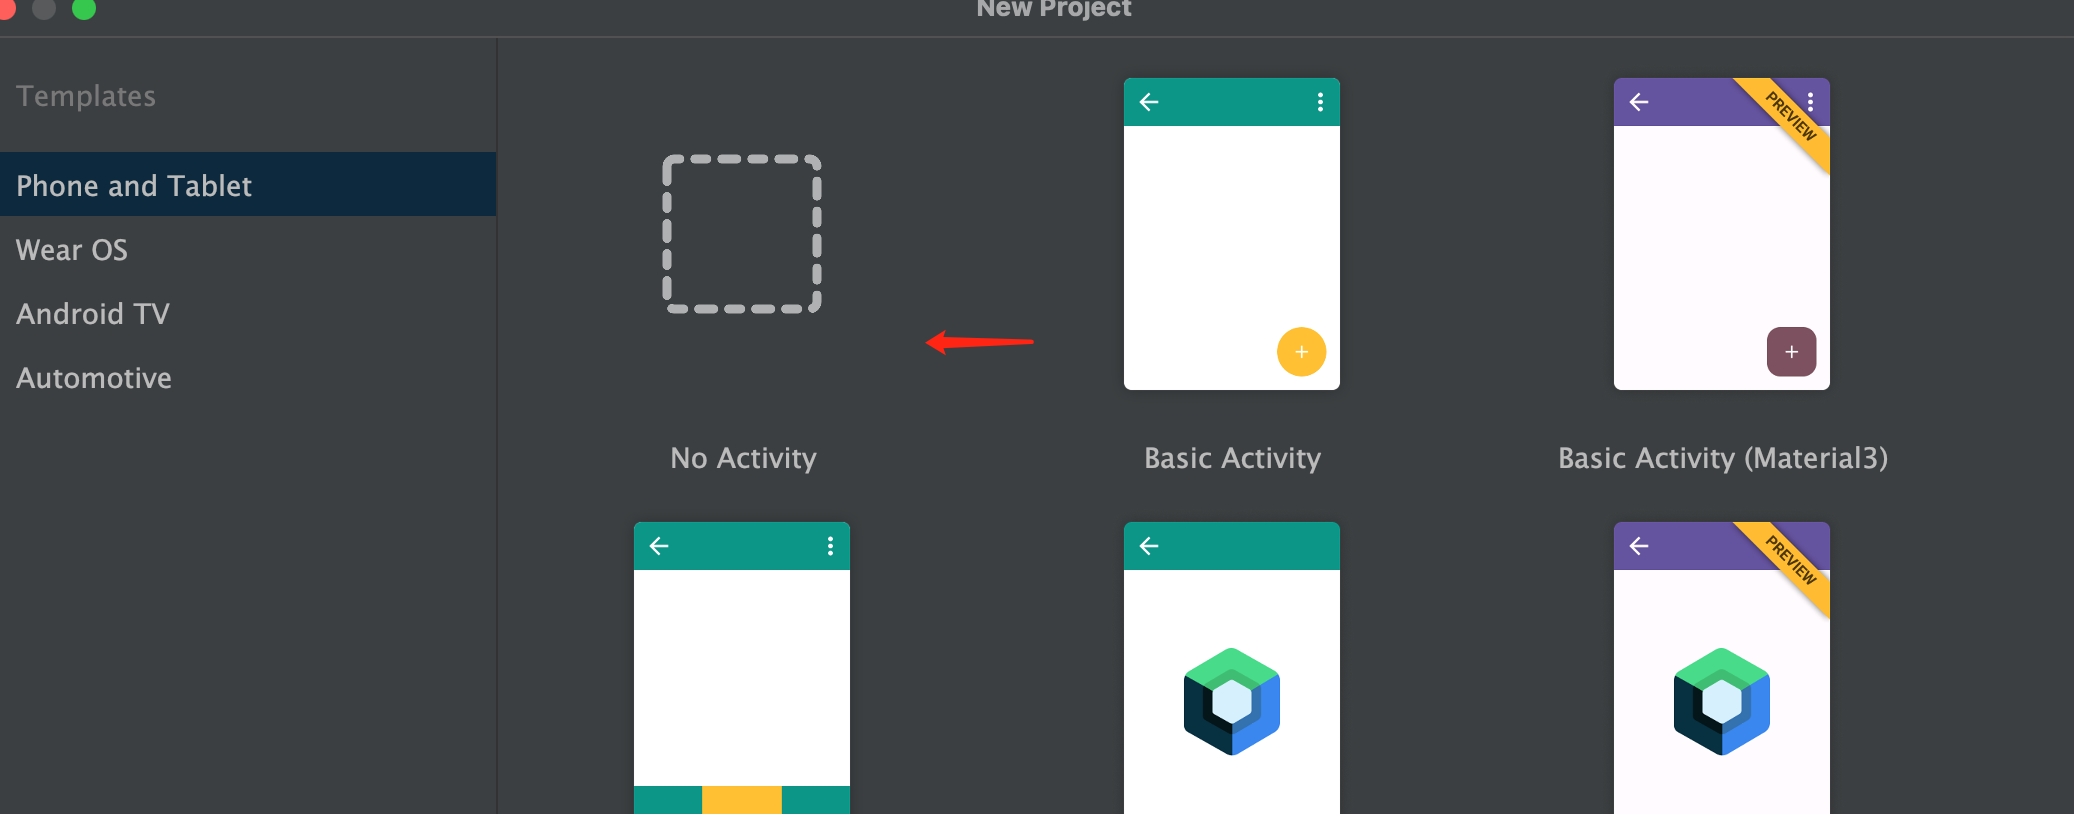 New Project
Templates
Phone and Tablet
Wear OS
Android TV
Automotive
PREVIEW
No Activity
Basic Activity
Basic Activity (Material3)
PREVIEW